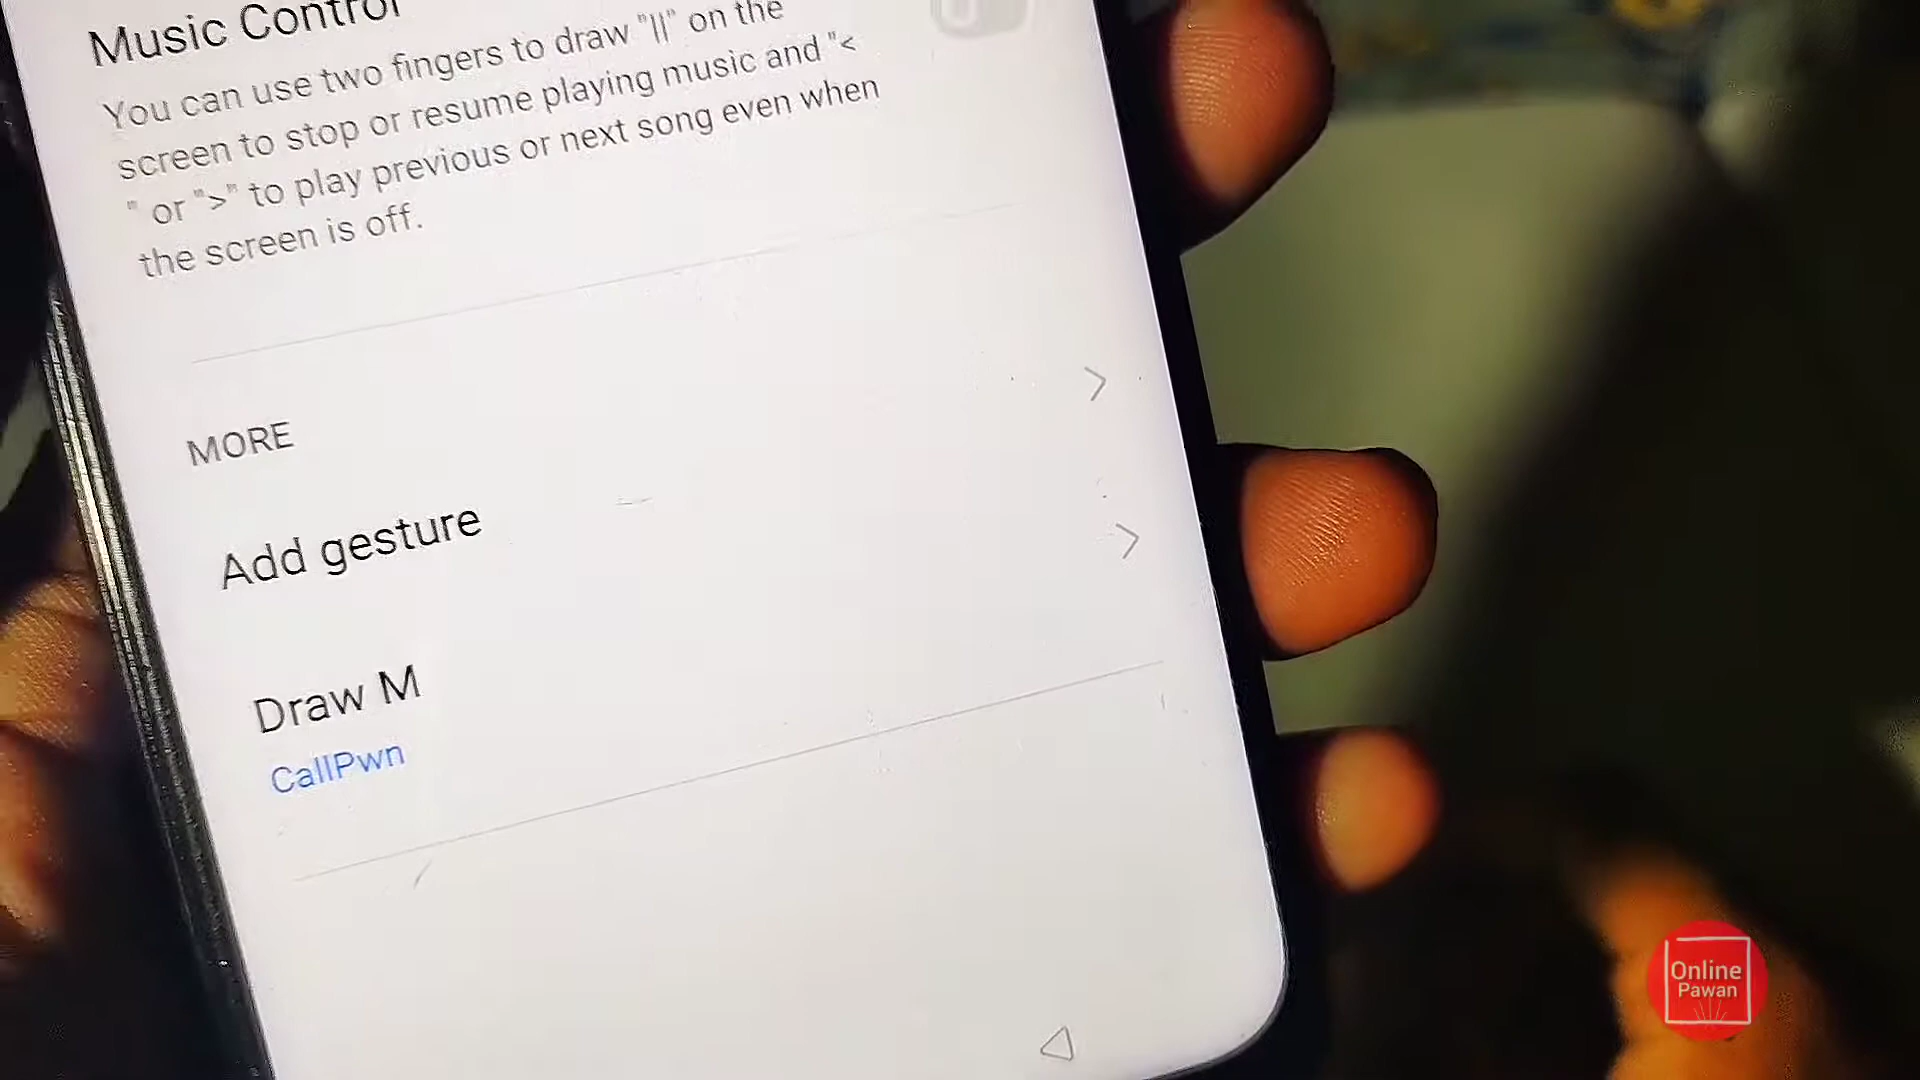 Music Control
You can use two fingers to draw "||" on the
screen to stop or resume playing music and "<
" or ">" to play previous or next song even when
the screen is off.
MORE
Add gesture
Draw M
CallPwn
Online
Pawan